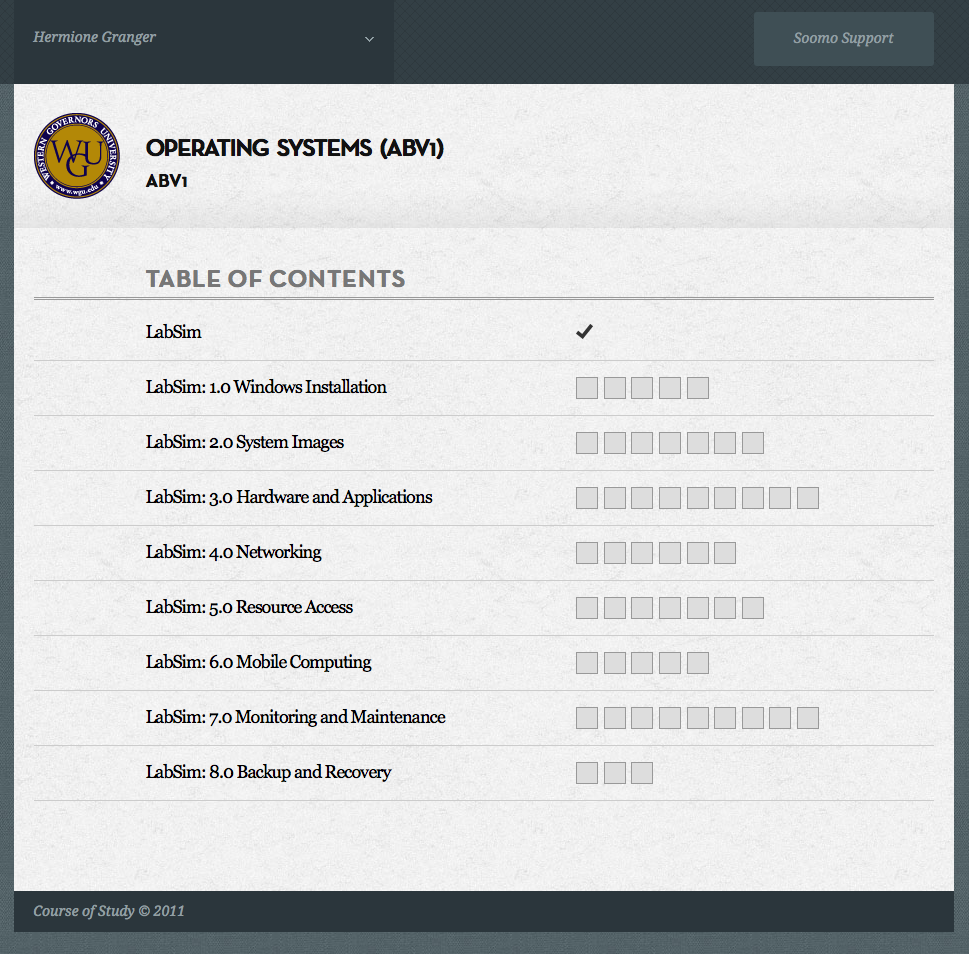 Hermione Granger
Soomo Support
WESTERN GOVERNORS UNIVERSITY
WGU
www.wgu.edu
OPERATING SYSTEMS (ABV1)
ABV1
TABLE OF CONTENTS
LabSim
LabSim: 1.0 Windows Installation
LabSim: 2.0 System Images
LabSim: 3.0 Hardware and Applications
LabSim: 4.0 Networking
LabSim: 5.0 Resource Access
LabSim: 6.0 Mobile Computing
LabSim: 7.0 Monitoring and Maintenance
LabSim: 8.0 Backup and Recovery
Course of Study © 2011